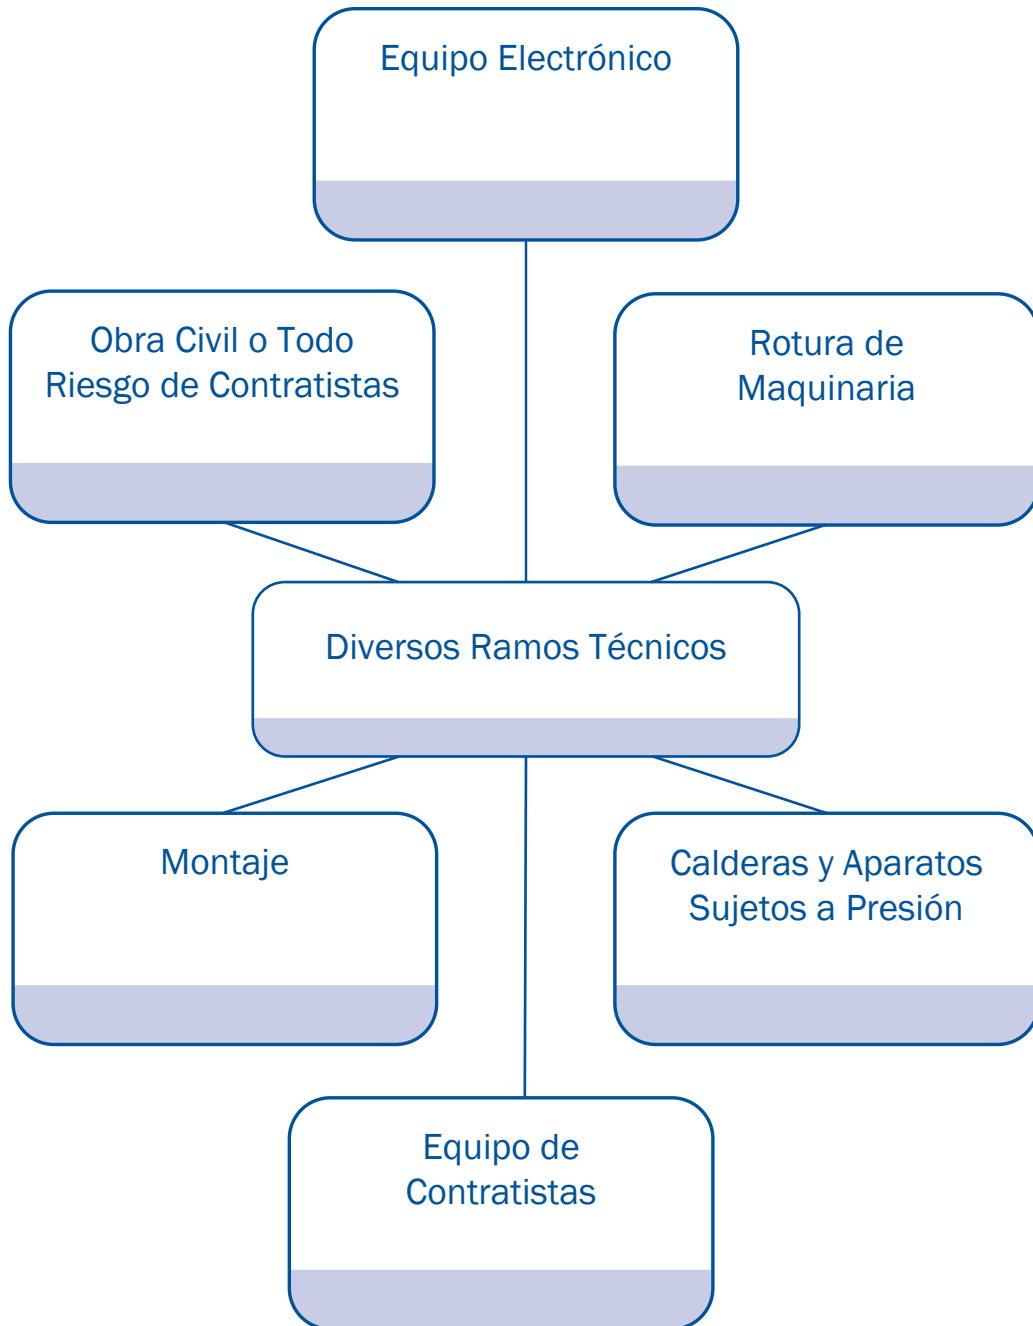 Equipo Electrónico
Obra Civil o Todo
Riesgo de Contratistas
Rotura de
Maquinaria
Diversos Ramos Técnicos
Montaje
Calderas y Aparatos
Sujetos a Presión
Equipo de
Contratistas